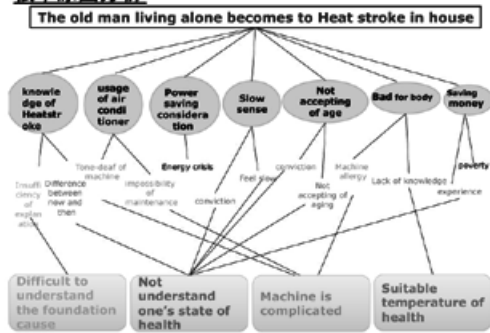 The old man living alone becomes to Heat stroke in house
knowle
dge of
Heatstr
oke
usage of
air condi
tioner
Power
saving
considera
tion
Slow
sense
Not
accepting
of age
Bad for body
Saving
money
Insuffi
ciency
of explan
ation
Difference
between
now and
then
Tone-deaf of
machine
Impossibility
of
maintenance
Energy crisis
conviction
Feel slow
conviction
Not
accepting of
aging
Machine
allergy
Lack of knowledge
experience
poverty
Difficult to
understand
the foundation
cause
Not
understand
one's state of
health
Machine is
complicated
Suitable
temperature of
health